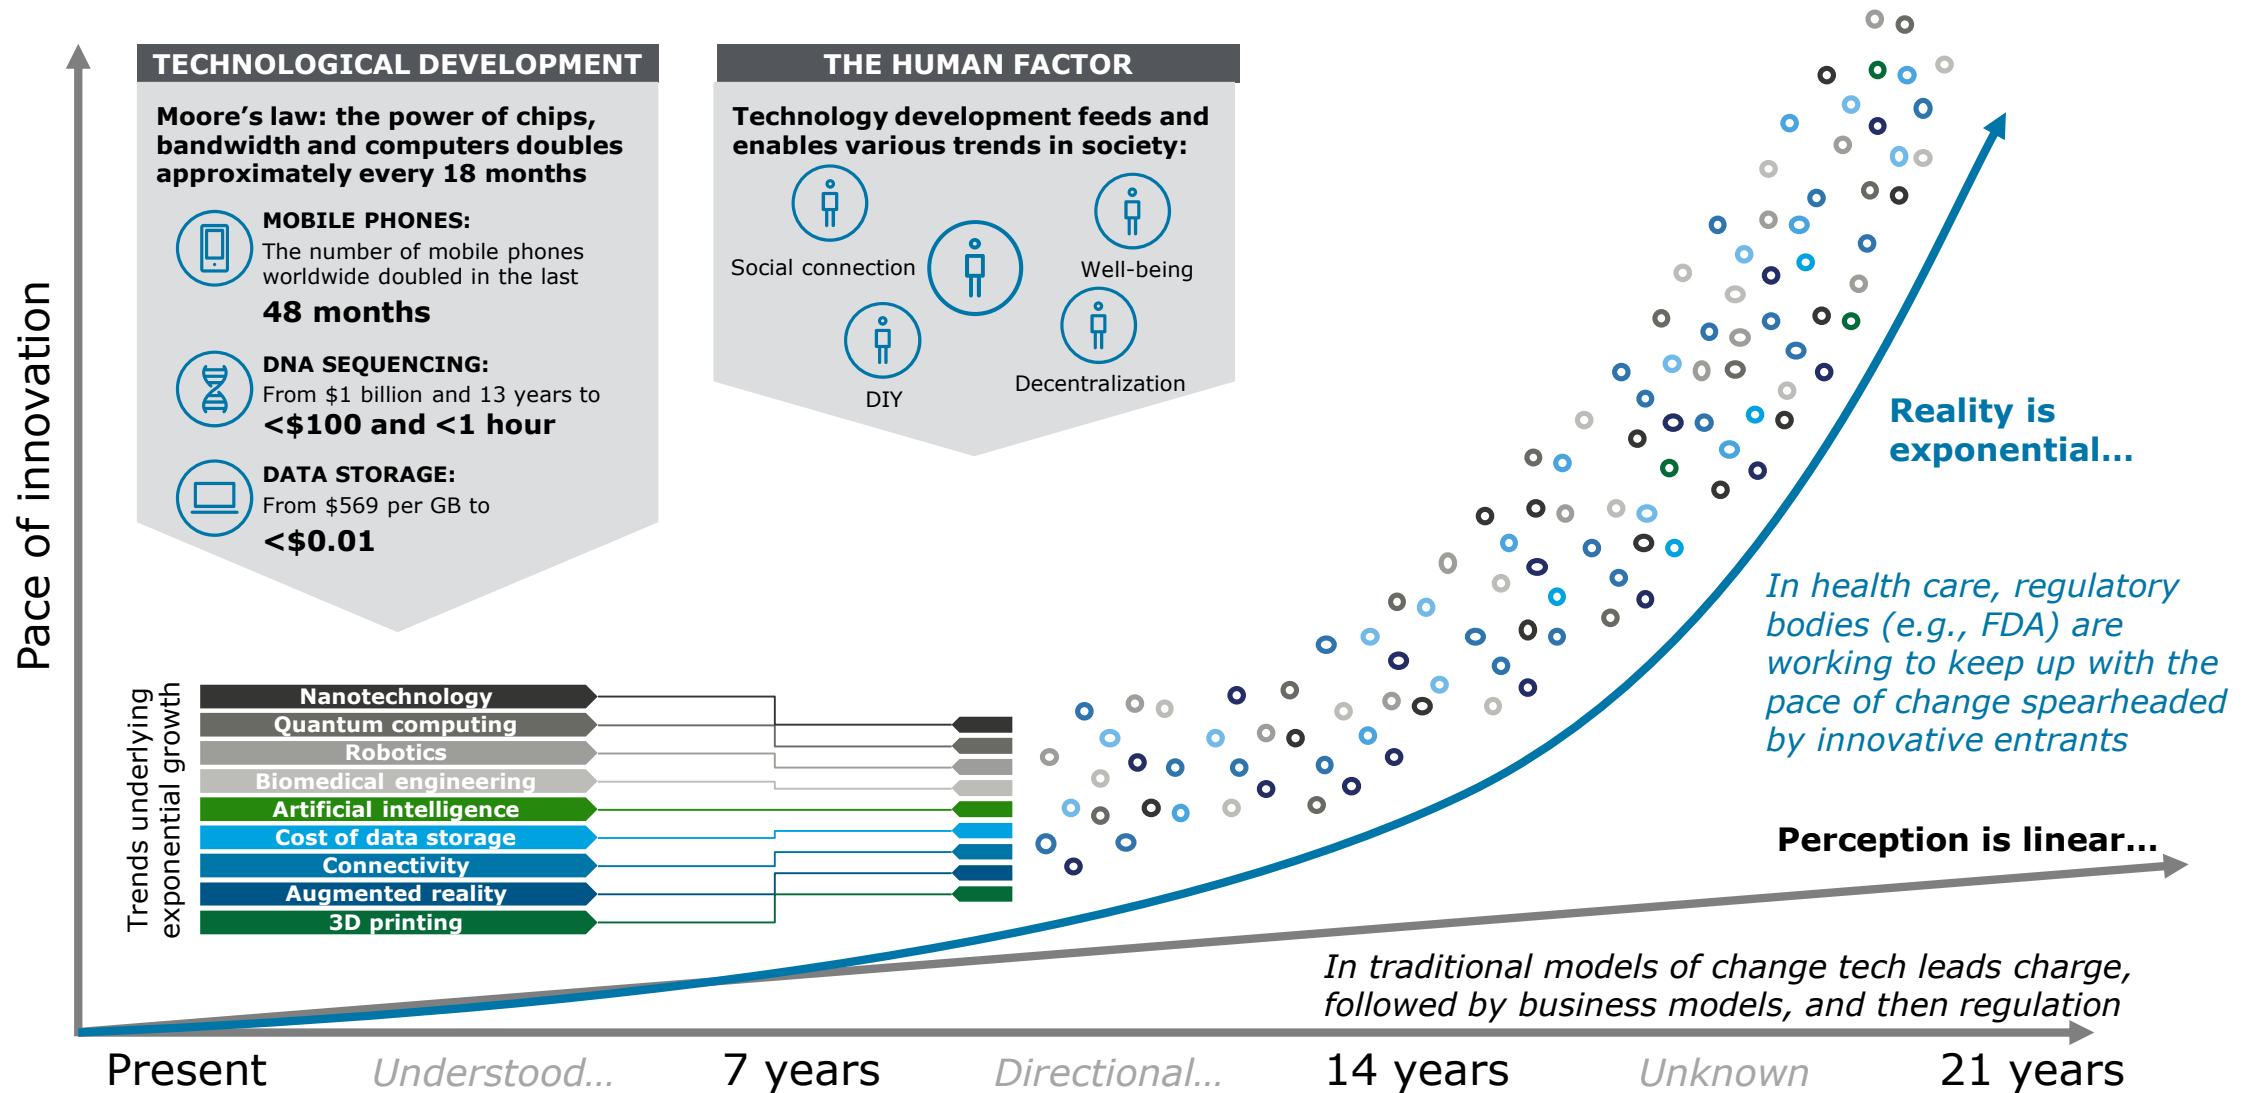 TECHNOLOGICAL DEVELOPMENT
Moore’s law: the power of chips,
bandwidth and computers doubles
approximately every 18 months
MOBILE PHONES:
The number of mobile phones
worldwide doubled in the last
48 months
DNA SEQUENCING:
From $1 billion and 13 years to
<$100 and <1 hour
DATA STORAGE:
From $569 per GB to
<$0.01
THE HUMAN FACTOR
Technology development feeds and
enables various trends in society:
Social connection
Well-being
DIY
Decentralization
Pace of innovation
Trends underlying
exponential growth
Nanotechnology
Quantum computing
Robotics
Biomedical engineering
Artificial intelligence
Cost of data storage
Connectivity
Augmented reality
3D printing
Reality is
exponential...
In health care, regulatory
bodies (e.g., FDA) are
working to keep up with the
pace of change spearheaded
by innovative entrants
Perception is linear...
In traditional models of change tech leads charge,
followed by business models, and then regulation
Present
Understood...
7 years
Directional...
14 years
Unknown
21 years